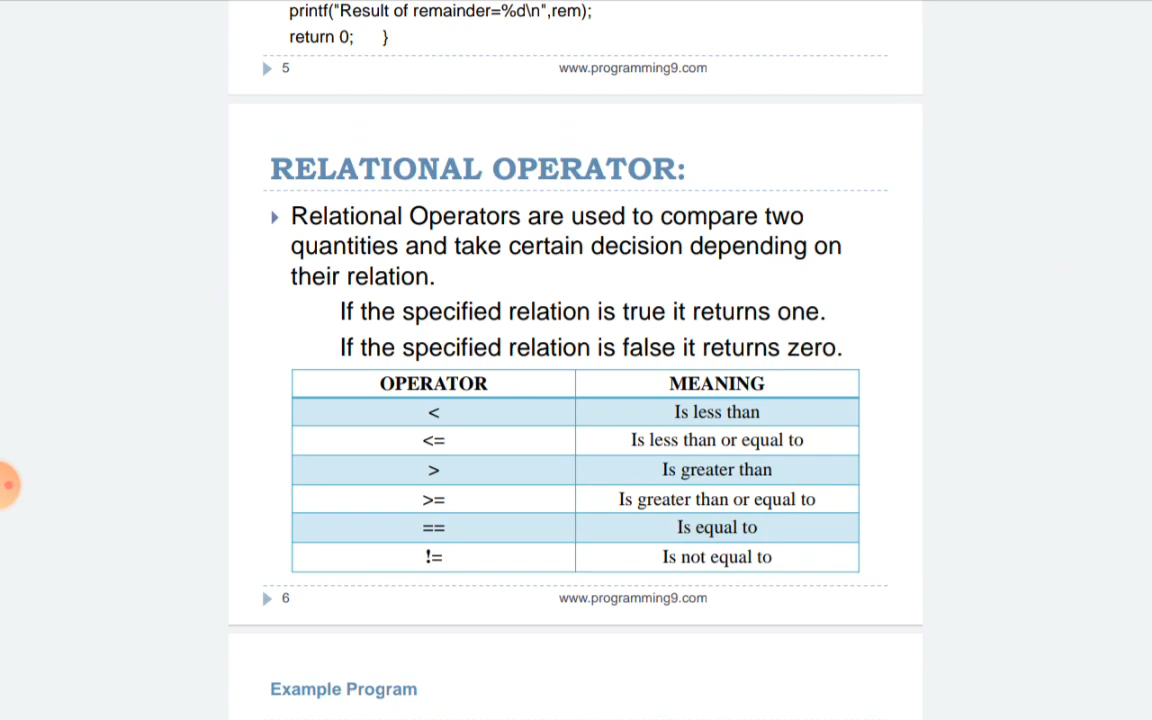 printf("Result of remainder=%d\n",rem);
return 0; }
5 www.programming9.com
RELATIONAL OPERATOR:
Relational Operators are used to compare two
quantities and take certain decision depending on
their relation.
If the specified relation is true it returns one.
If the specified relation is false it returns zero.
OPERATOR MEANING
< Is less than
<= Is less than or equal to
> Is greater than
>= Is greater than or equal to
== Is equal to
!= Is not equal to
6 www.programming9.com
Example Program